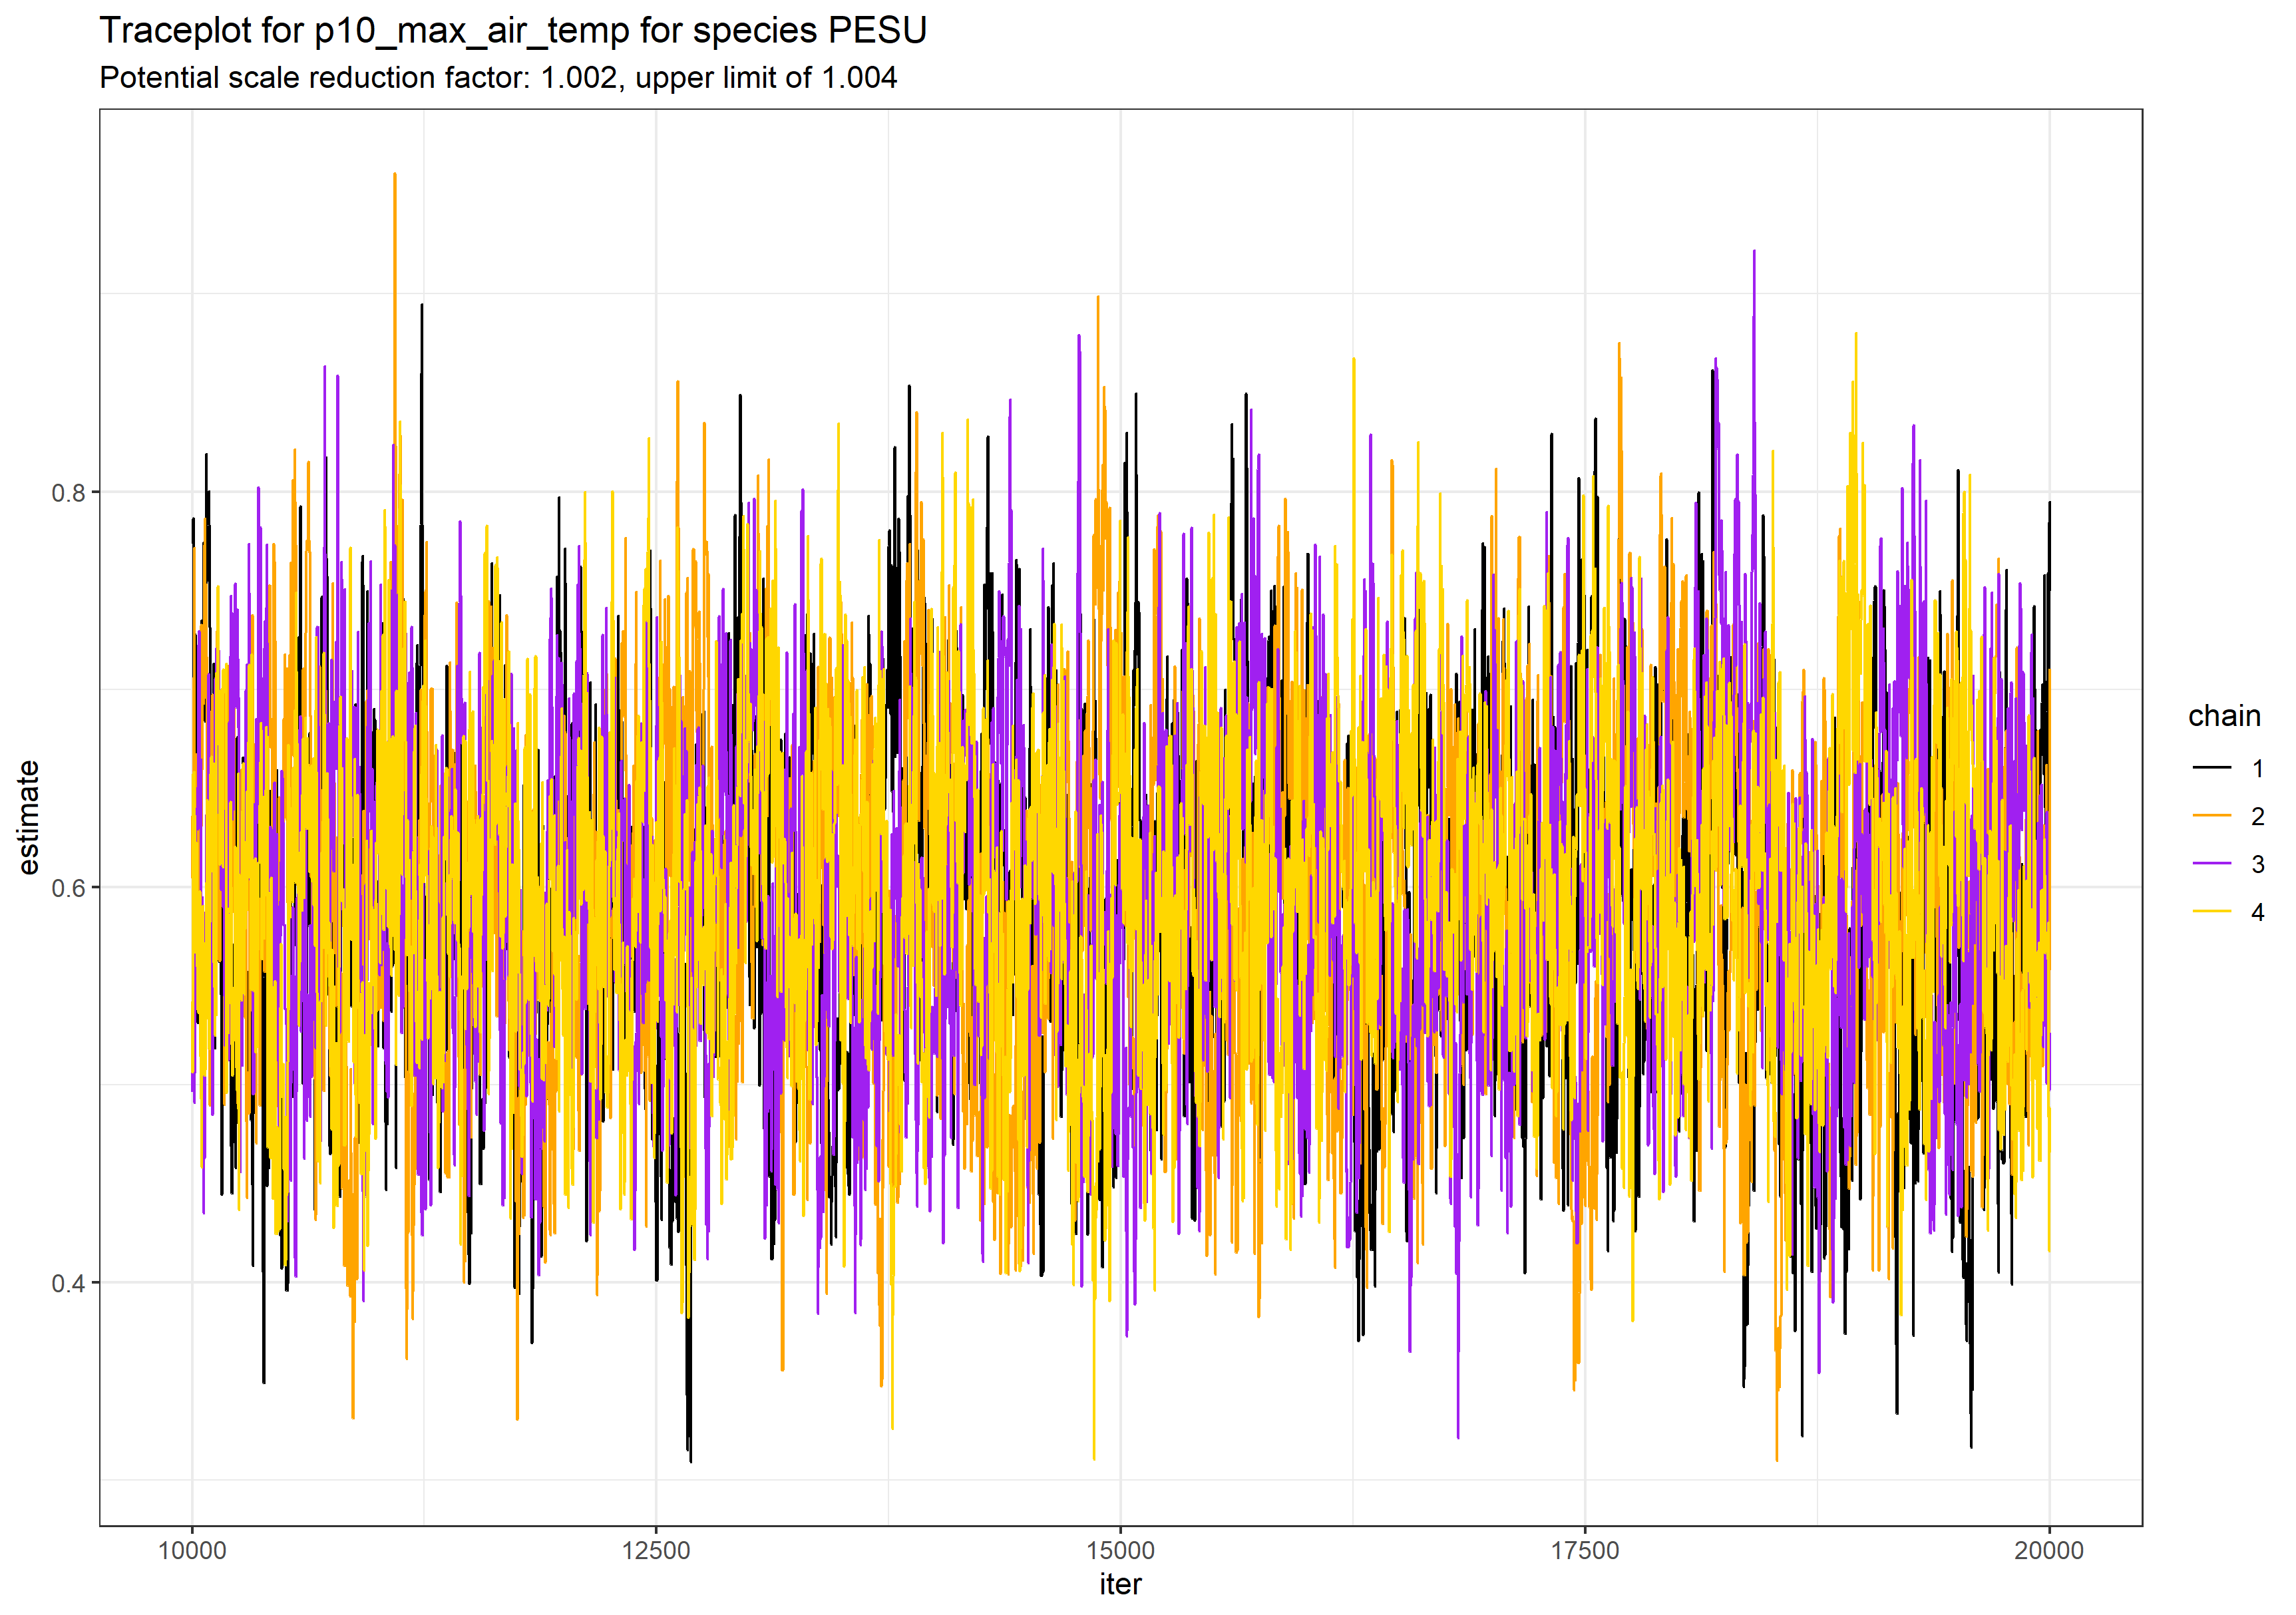 Traceplot for p10_max_air_temp for species PESU
Potential scale reduction factor: 1.002, upper limit of 1.004
0.8
0.6
0.4
estimate
10000 12500 15000 17500 20000
iter
chain
1
2
3
4